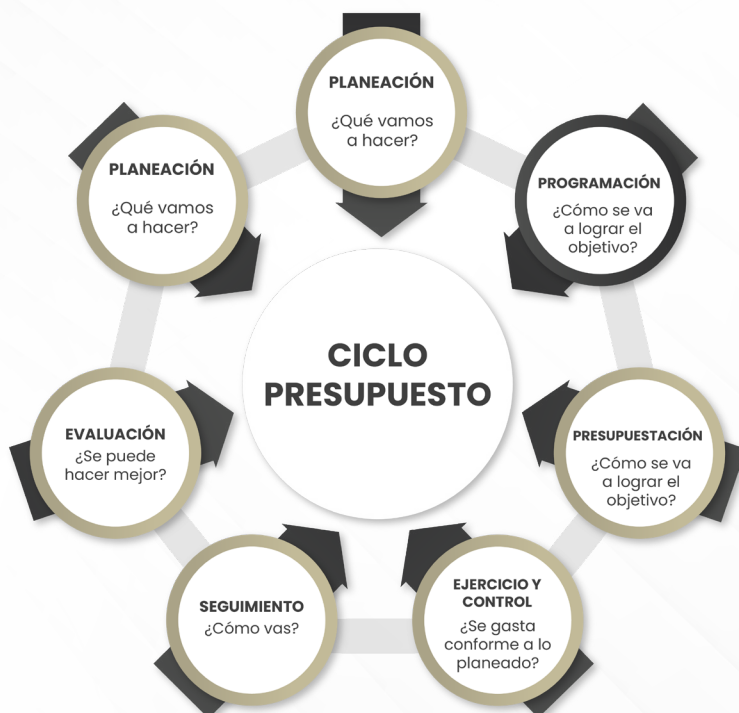 PLANEACIÓN
¿Qué vamos
a hacer?
PROGRAMACIÓN
¿Cómo se va
a lograr el
objetivo?
PRESUPUESTACIÓN
¿Cómo se va
a lograr el
objetivo?
EJERCICIO Y
CONTROL
¿Se gasta
conforme a lo
planeado?
SEGUIMIENTO
¿Cómo vas?
EVALUACIÓN
¿Se puede
hacer mejor?
PLANEACIÓN
¿Qué vamos
a hacer?
CICLO
PRESUPUESTO